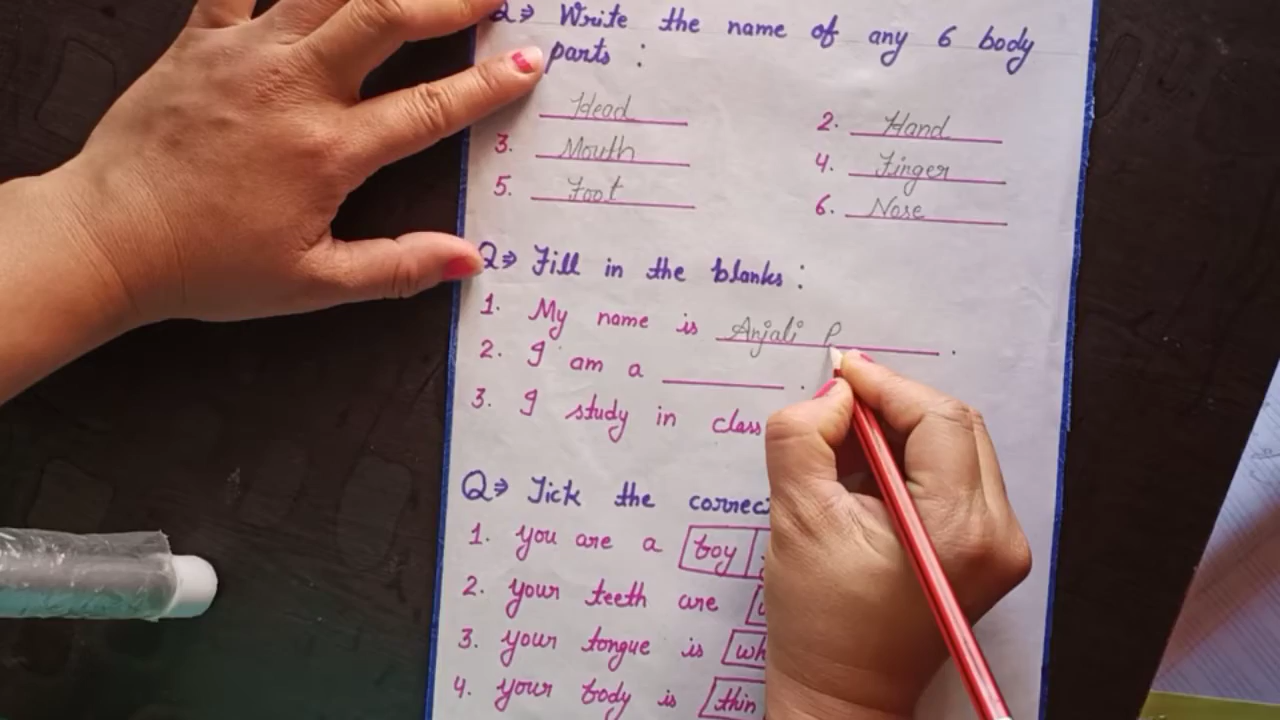 Q⇒ Write the name of any 6 body
parts :
Head 2. Hand
3. Mouth 4. Finger
5. Foot 6. Nose
Q⇒ Fill in the blanks :
1. My name is Anjali P .
2. I am a .
3. I study in class
Q⇒ Tick the correct
1. you are a boy
2. your teeth are
3. your tongue is
4. your body is thin